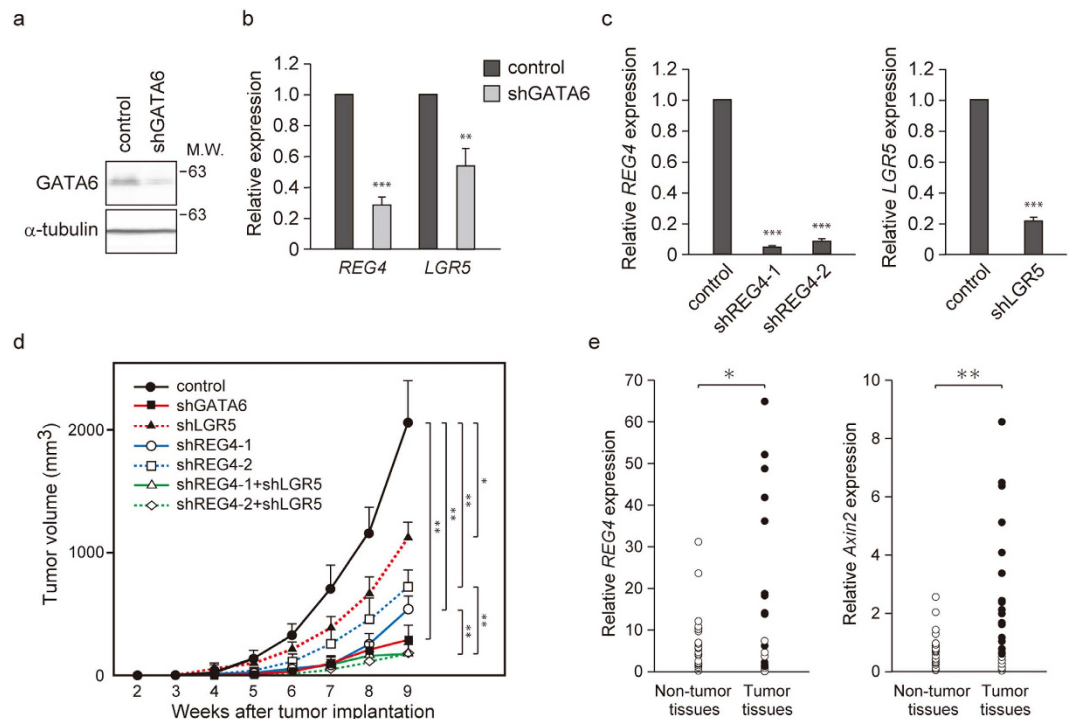 a
control
shGATA6
M.W.
GATA6
−63
α-tubulin
−63
b
control
shGATA6
Relative expression
1.2
1.0
0.8
0.6
0.4
0.2
0
***
**
REG4
LGR5
c
Relative REG4 expression
1.2
1.0
0.8
0.6
0.4
0.2
0
***
***
control
shREG4-1
shREG4-2
Relative LGR5 expression
1.2
1.0
0.8
0.6
0.4
0.2
0
***
control
shLGR5
d
control
shGATA6
shLGR5
shREG4-1
shREG4-2
shREG4-1+shLGR5
shREG4-2+shLGR5
Tumor volume (mm3)
2000
1000
0
2 3 4 5 6 7 8 9
Weeks after tumor implantation
**
**
**
*
**
**
e
Relative REG4 expression
70
60
50
40
30
20
10
0
*
Non-tumor
tissues
Tumor
tissues
Relative Axin2 expression
10
8
6
4
2
0
**
Non-tumor
tissues
Tumor
tissues